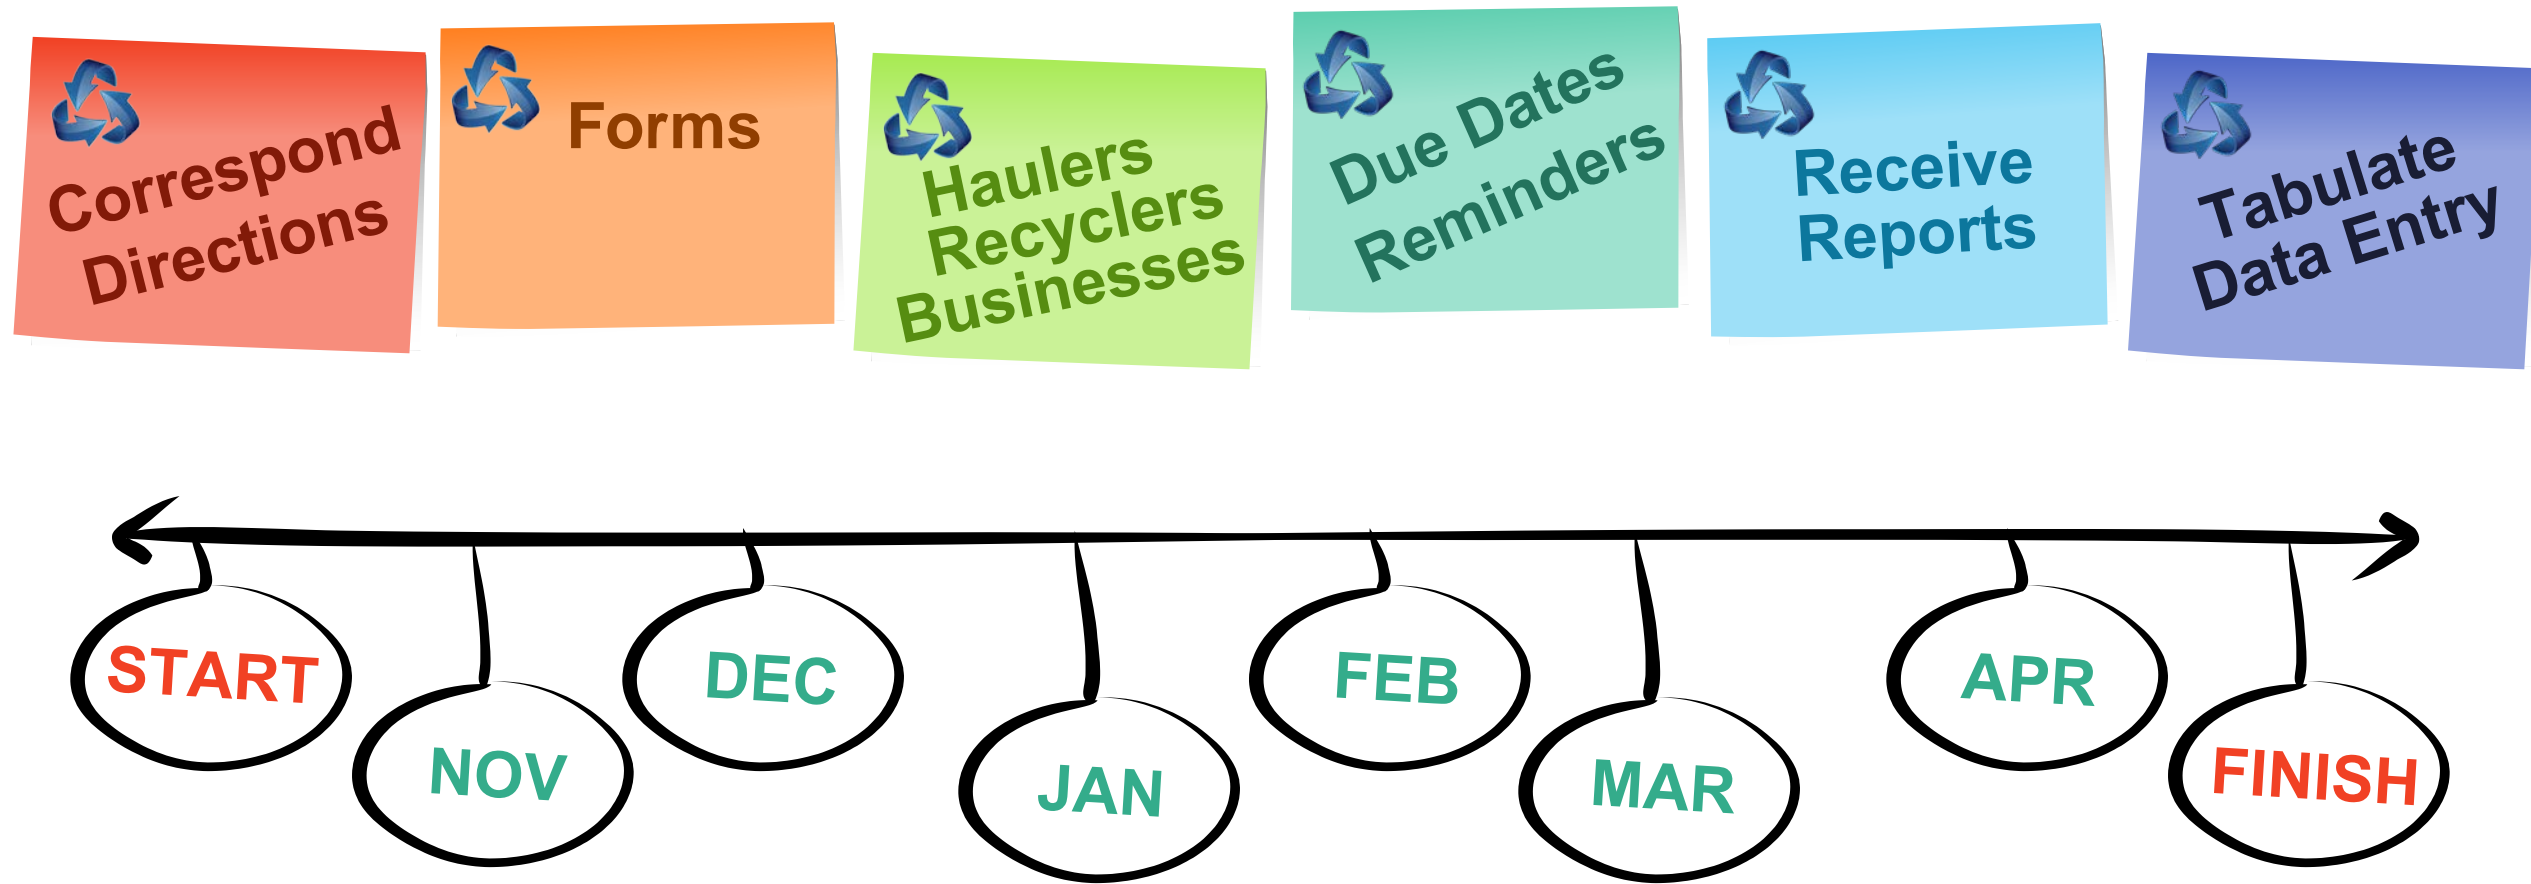 Correspond
Directions
Forms
Haulers
Recyclers
Businesses
Due Dates
Reminders
Receive
Reports
Tabulate
Data Entry
START
NOV
DEC
JAN
FEB
MAR
APR
FINISH